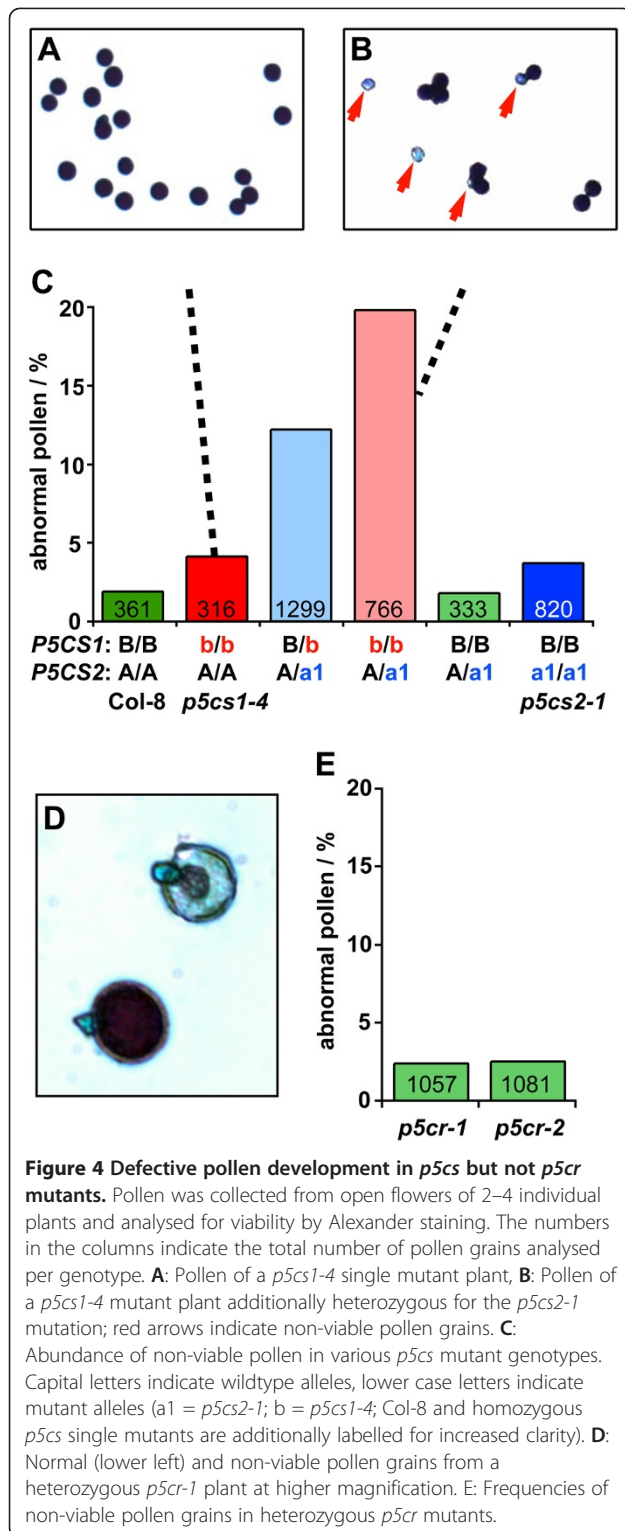 A
B
C
abnormal pollen / %
20
15
10
5
0
361 316 1299 766 333 820
P5CS1: B/B b/b B/b b/b B/B B/B
P5CS2: A/A A/A A/a1 A/a1 A/a1 a1/a1
Col-8 p5cs1-4 p5cs2-1
D
E
abnormal pollen / %
20
15
10
5
0
1057 1081
p5cr-1 p5cr-2
Figure 4 Defective pollen development in p5cs but not p5cr
mutants. Pollen was collected from open flowers of 2–4 individual
plants and analysed for viability by Alexander staining. The numbers
in the columns indicate the total number of pollen grains analysed
per genotype. A: Pollen of a p5cs1-4 single mutant plant, B: Pollen of
a p5cs1-4 mutant plant additionally heterozygous for the p5cs2-1
mutation; red arrows indicate non-viable pollen grains. C:
Abundance of non-viable pollen in various p5cs mutant genotypes.
Capital letters indicate wildtype alleles, lower case letters indicate
mutant alleles (a1 = p5cs2-1; b = p5cs1-4; Col-8 and homozygous
p5cs single mutants are additionally labelled for increased clarity). D:
Normal (lower left) and non-viable pollen grains from a
heterozygous p5cr-1 plant at higher magnification. E: Frequencies of
non-viable pollen grains in heterozygous p5cr mutants.